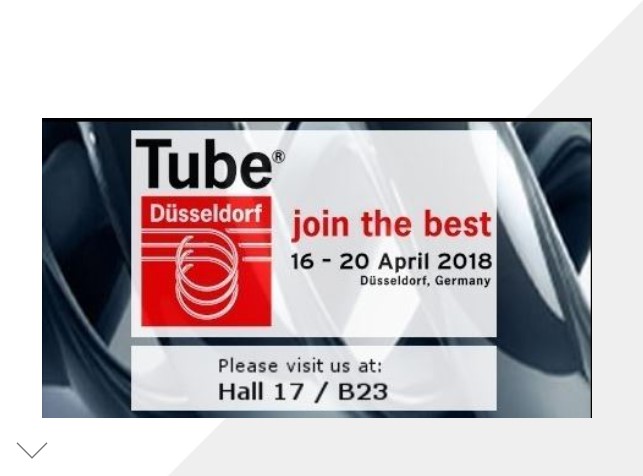 Tube®
Düsseldorf
join the best
16 - 20 April 2018
Düsseldorf, Germany
Please visit us at:
Hall 17 / B23